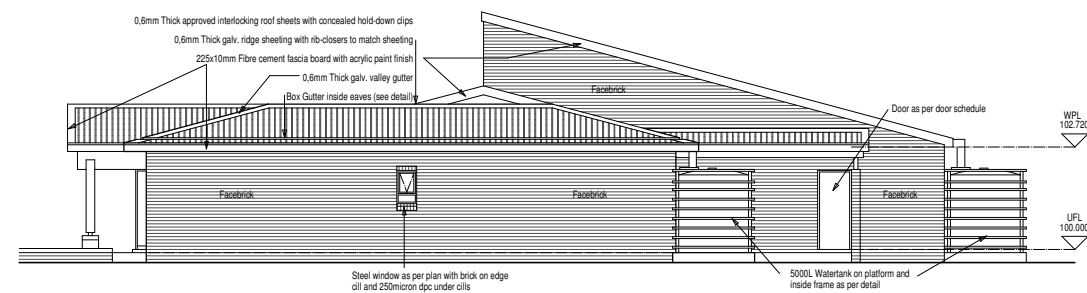 0,6mm Thick approved interlocking roof sheets with concealed hold-down clips
0,6mm Thick galv. ridge sheeting with rib-closers to match sheeting
225x10mm Fibre cement fascia board with acrylic paint finish
0,6mm Thick galv. valley gutter
Box Gutter inside eaves (see detail)
Facebrick
Door as per door schedule
WPL
102.720
Facebrick
Facebrick
Facebrick
UFL
100.000
Steel window as per plan with brick on edge
cill and 250micron dpc under cills
5000L Watertank on platform and
inside frame as per detail